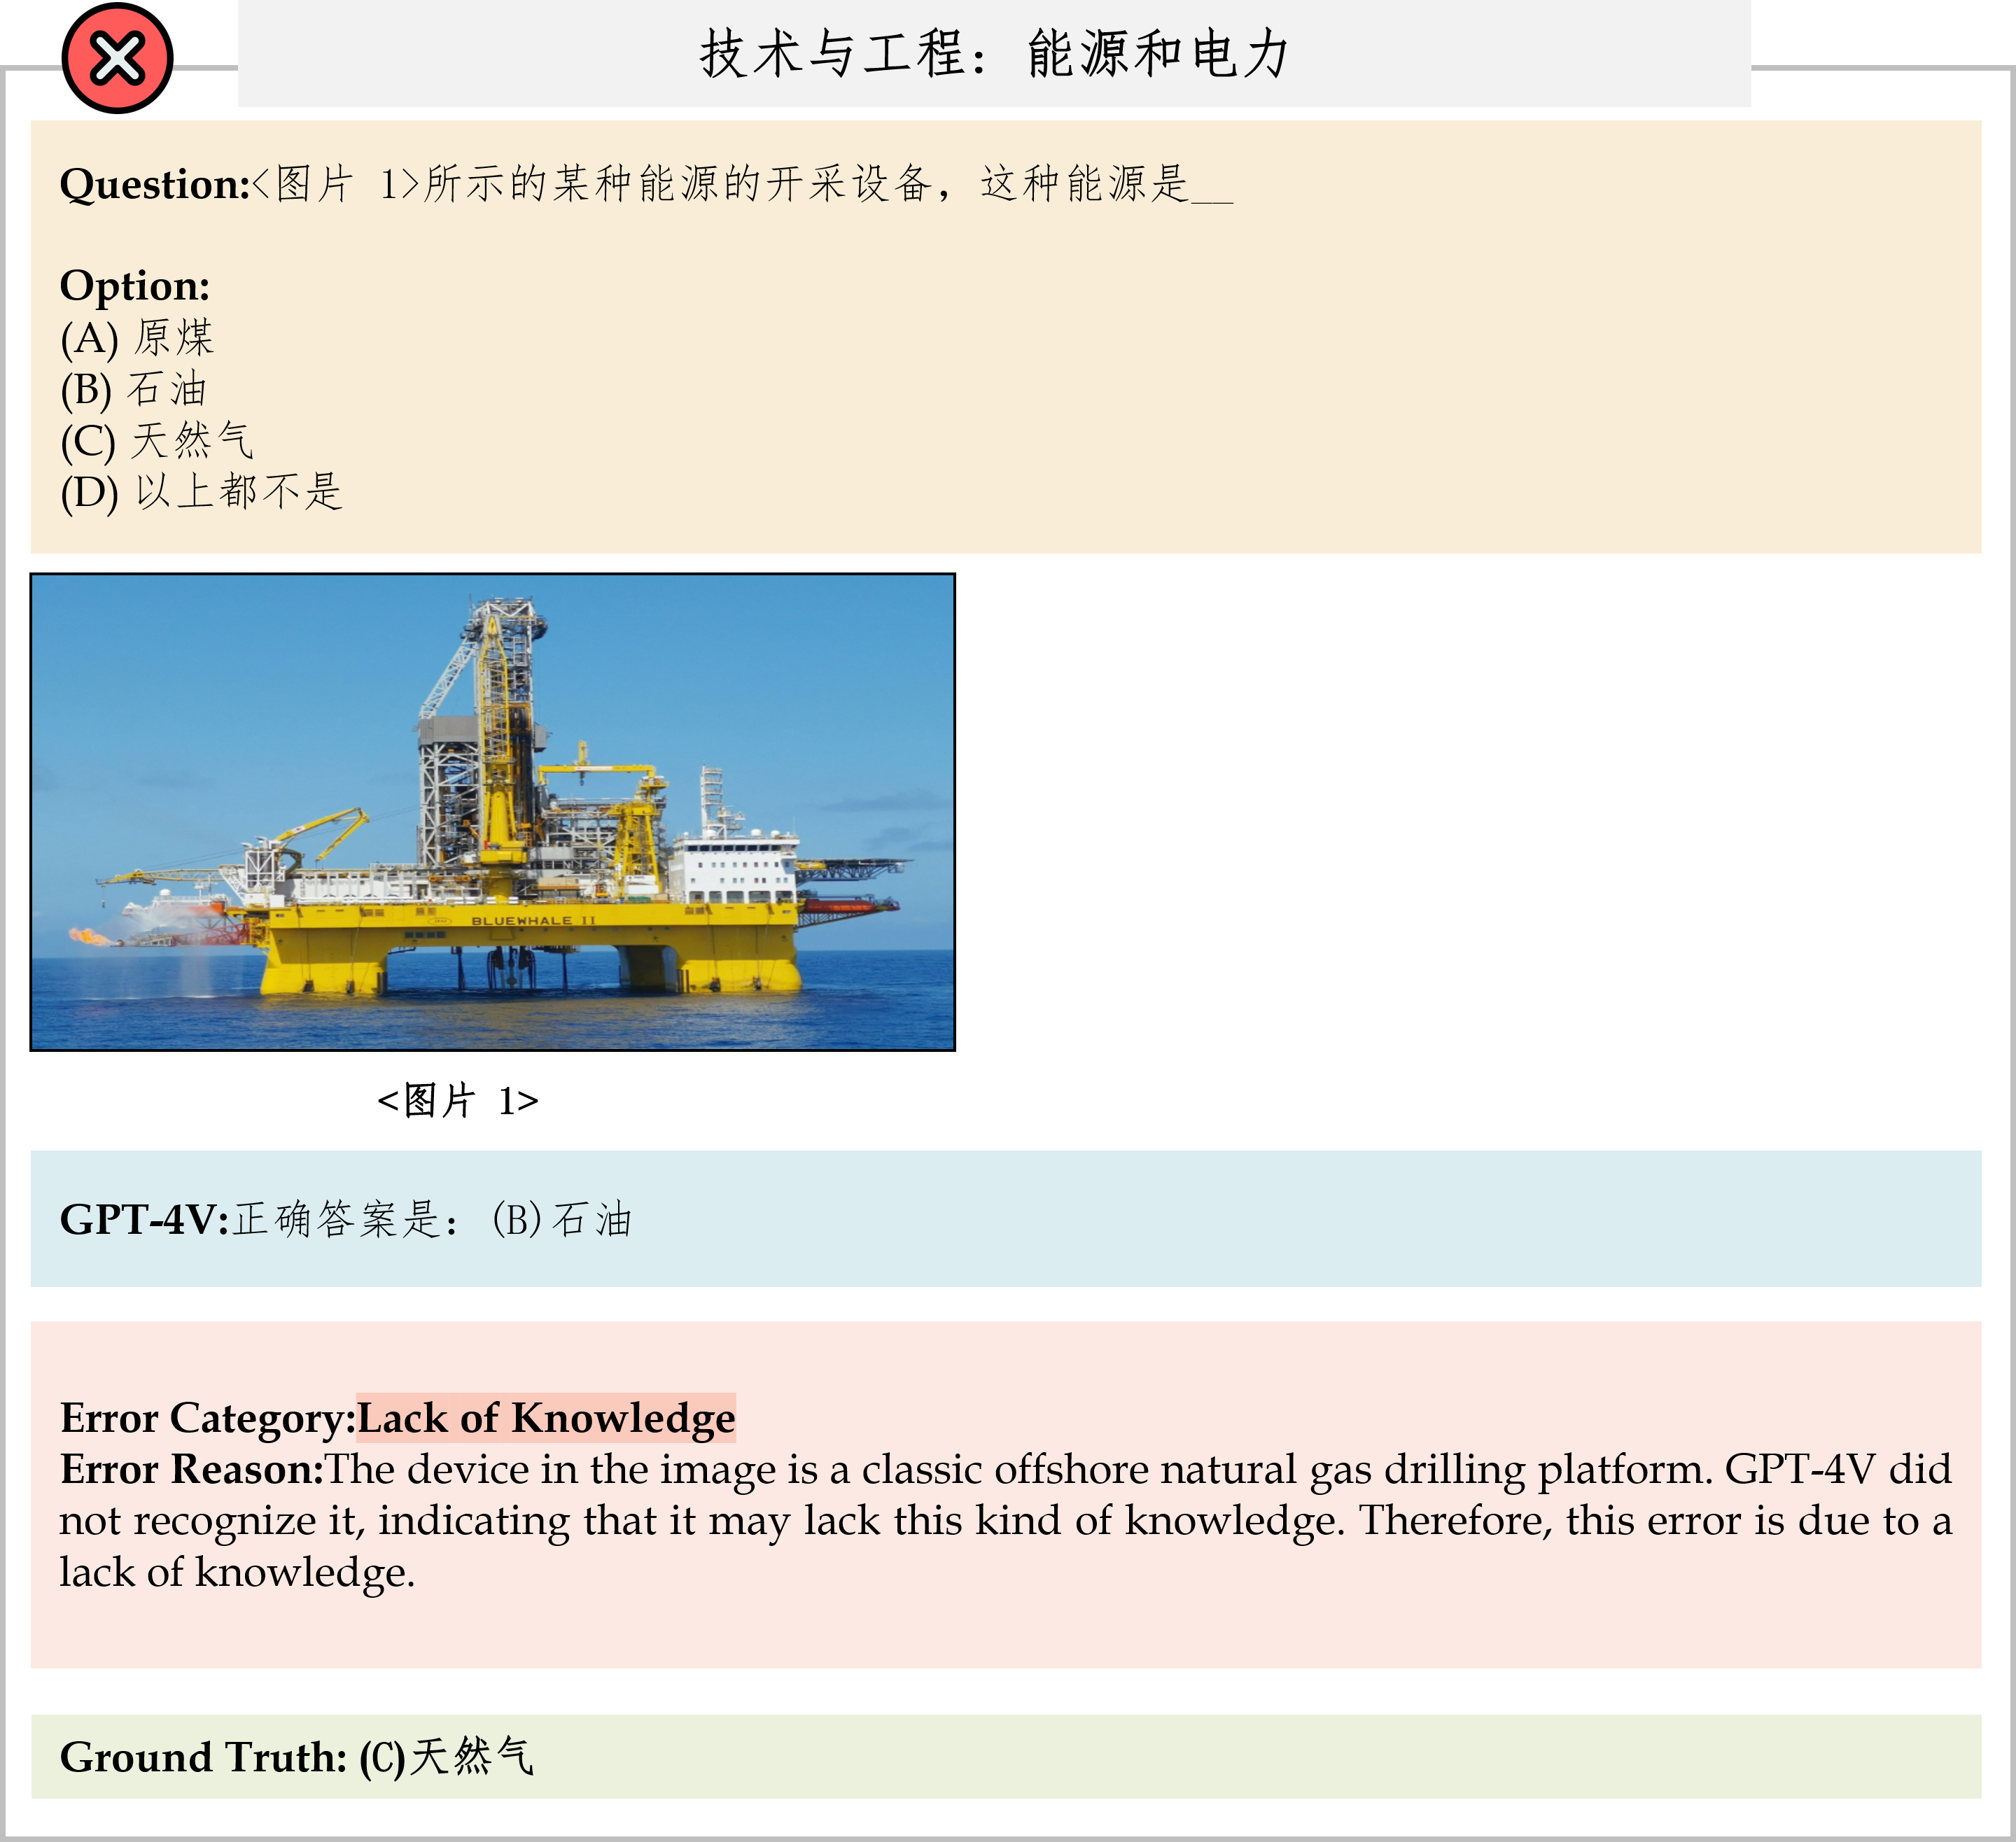 技术与工程：能源和电力
Question:<图片 1>所示的某种能源的开采设备，这种能源是__
Option:
(A) 原煤
(B) 石油
(C) 天然气
(D) 以上都不是
BLUEWHALE II
<图片 1>
GPT-4V:正确答案是：(B)石油
Error Category:Lack of Knowledge
Error Reason:The device in the image is a classic offshore natural gas drilling platform. GPT-4V did
not recognize it, indicating that it may lack this kind of knowledge. Therefore, this error is due to a
lack of knowledge.
Ground Truth: (C)天然气